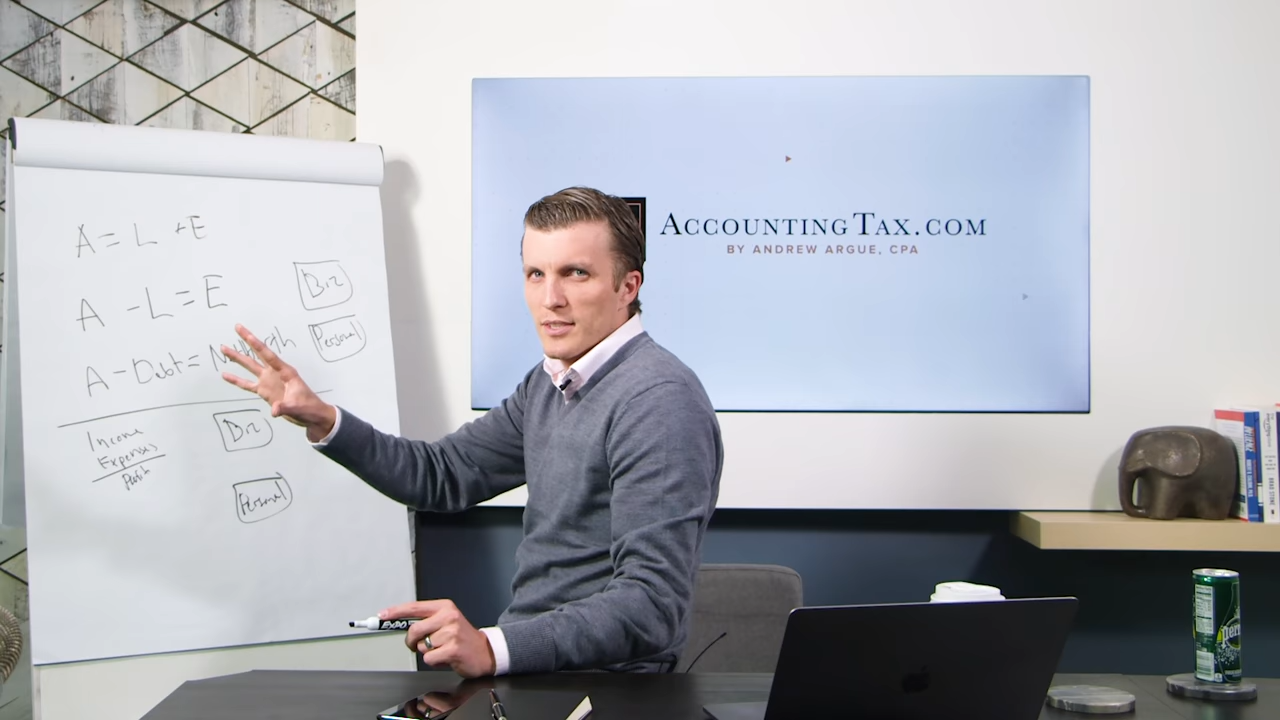 A = L + E
A - L = E
Biz
Personal
A - Debt =
Income
Expenses
Profit
Biz
Personal
ACCOUNTINGTAX.COM
BY ANDREW ARGUE, CPA
EXPO